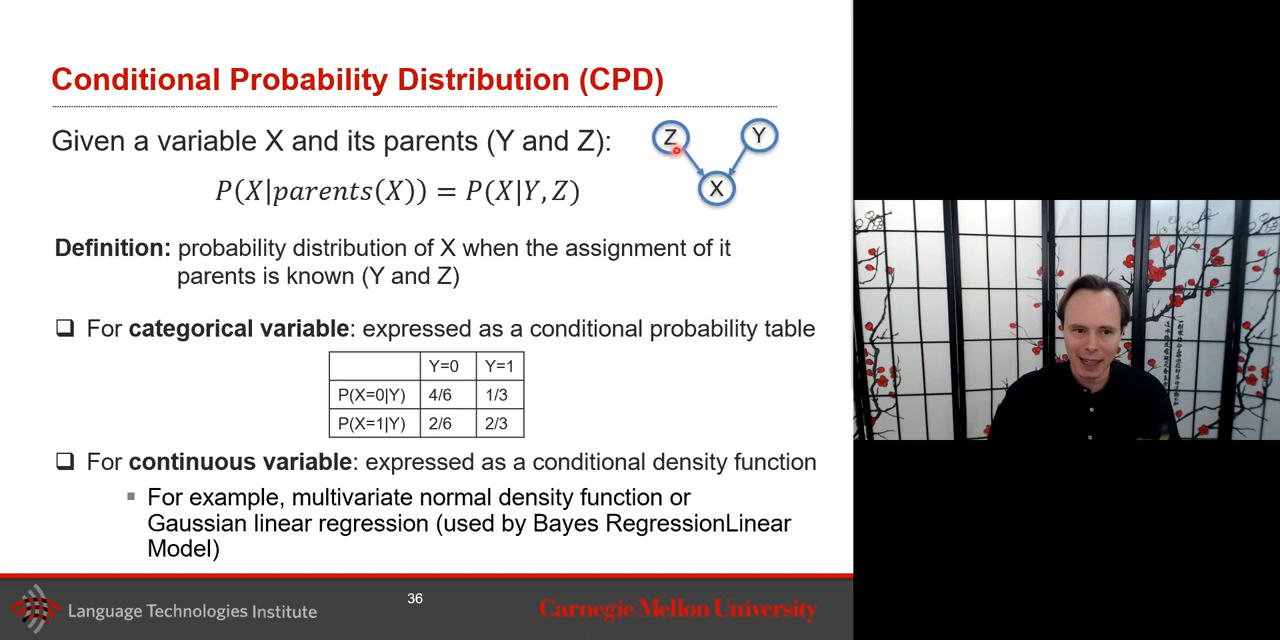 Conditional Probability Distribution (CPD)
Given a variable X and its parents (Y and Z):
Z
Y
X
P(X|parents(X)) = P(X|Y, Z)
Definition: probability distribution of X when the assignment of it
parents is known (Y and Z)
❑ For categorical variable: expressed as a conditional probability table
Y=0 Y=1
P(X=0|Y) 4/6 1/3
P(X=1|Y) 2/6 2/3
❑ For continuous variable: expressed as a conditional density function
▪ For example, multivariate normal density function or
Gaussian linear regression (used by Bayes RegressionLinear
Model)
Language Technologies Institute
36
Carnegie Mellon University